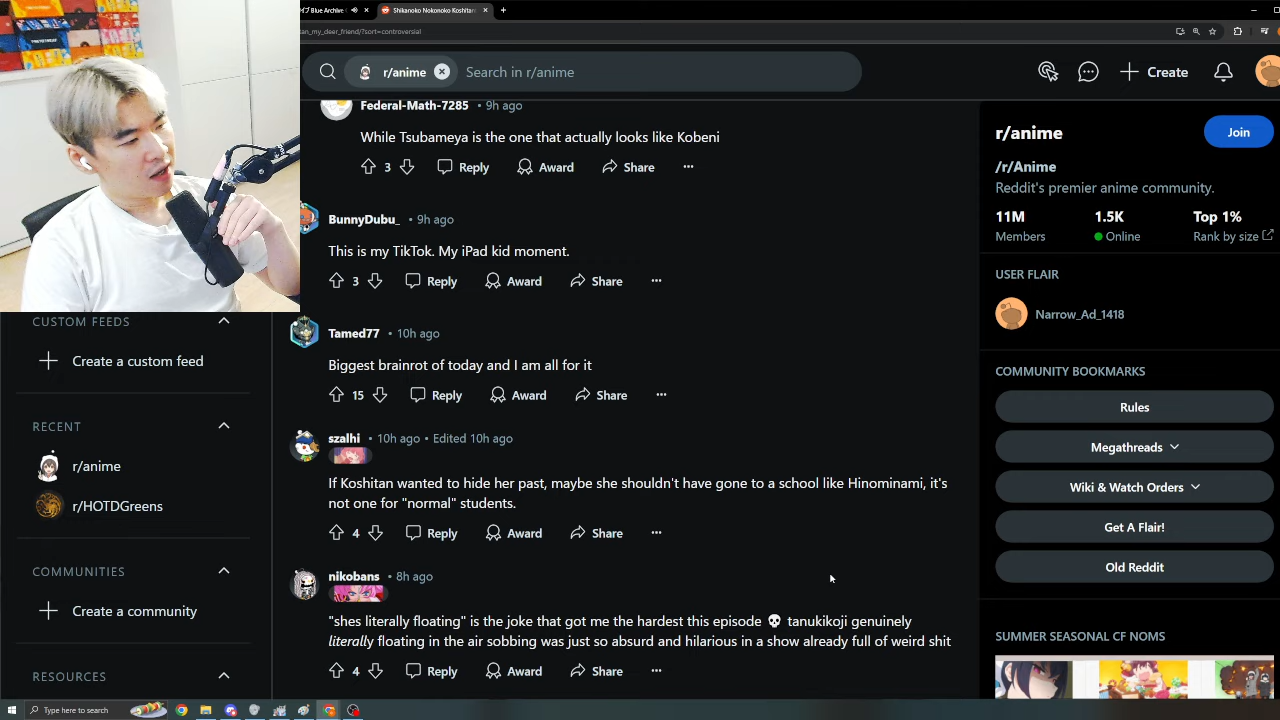 Blue Archive
Shikanoko Nokonoko Koshitan
an_my_deer_friend/?sort=controversial
r/anime
Search in r/anime
Create
Federal-Math-7285 • 9h ago
While Tsubameya is the one that actually looks like Kobeni
3 Reply Award Share
BunnyDubu_ • 9h ago
This is my TikTok. My iPad kid moment.
3 Reply Award Share
Tamed77 • 10h ago
Biggest brainrot of today and I am all for it
15 Reply Award Share
szalhi • 10h ago • Edited 10h ago
If Koshitan wanted to hide her past, maybe she shouldn't have gone to a school like Hinominami, it's
not one for "normal" students.
4 Reply Award Share
nikobans • 8h ago
"shes literally floating" is the joke that got me the hardest this episode 💀 tanukikoji genuinely
literally floating in the air sobbing was just so absurd and hilarious in a show already full of weird shit
4 Reply Award Share
CUSTOM FEEDS
Create a custom feed
RECENT
r/anime
r/HOTDGreens
COMMUNITIES
Create a community
RESOURCES
r/anime
Join
/r/Anime
Reddit's premier anime community.
11M 1.5K Top 1%
Members Online Rank by size
USER FLAIR
Narrow_Ad_1418
COMMUNITY BOOKMARKS
Rules
Megathreads
Wiki & Watch Orders
Get A Flair!
Old Reddit
SUMMER SEASONAL CF NOMS
Type here to search